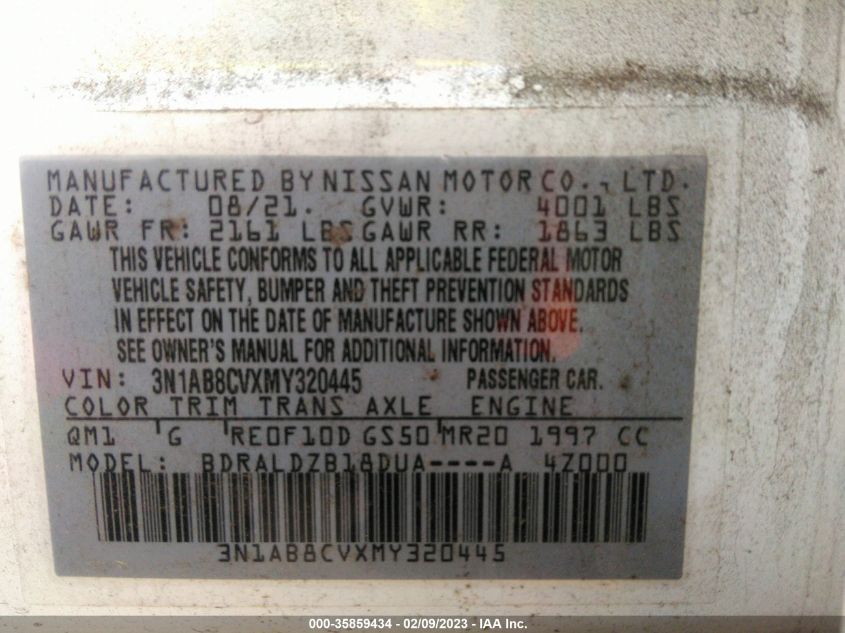 MANUFACTURED BY NISSAN MOTOR CO., LTD.
DATE: 08/21. GVWR: 4001 LBS
GAWR FR: 2161 LBS GAWR RR: 1863 LBS
THIS VEHICLE CONFORMS TO ALL APPLICABLE FEDERAL MOTOR
VEHICLE SAFETY, BUMPER AND THEFT PREVENTION STANDARDS
IN EFFECT ON THE DATE OF MANUFACTURE SHOWN ABOVE.
SEE OWNER'S MANUAL FOR ADDITIONAL INFORMATION.
VIN: 3N1AB8CVXMY320445 PASSENGER CAR.
COLOR TRIM TRANS AXLE ENGINE
QM1 G RE0F10D GS50 MR20 1997 CC
MODEL: BDRALDZB18DUA----A 4Z000
3N1AB8CVXMY320445
000-35859434 - 02/09/2023 - IAA Inc.